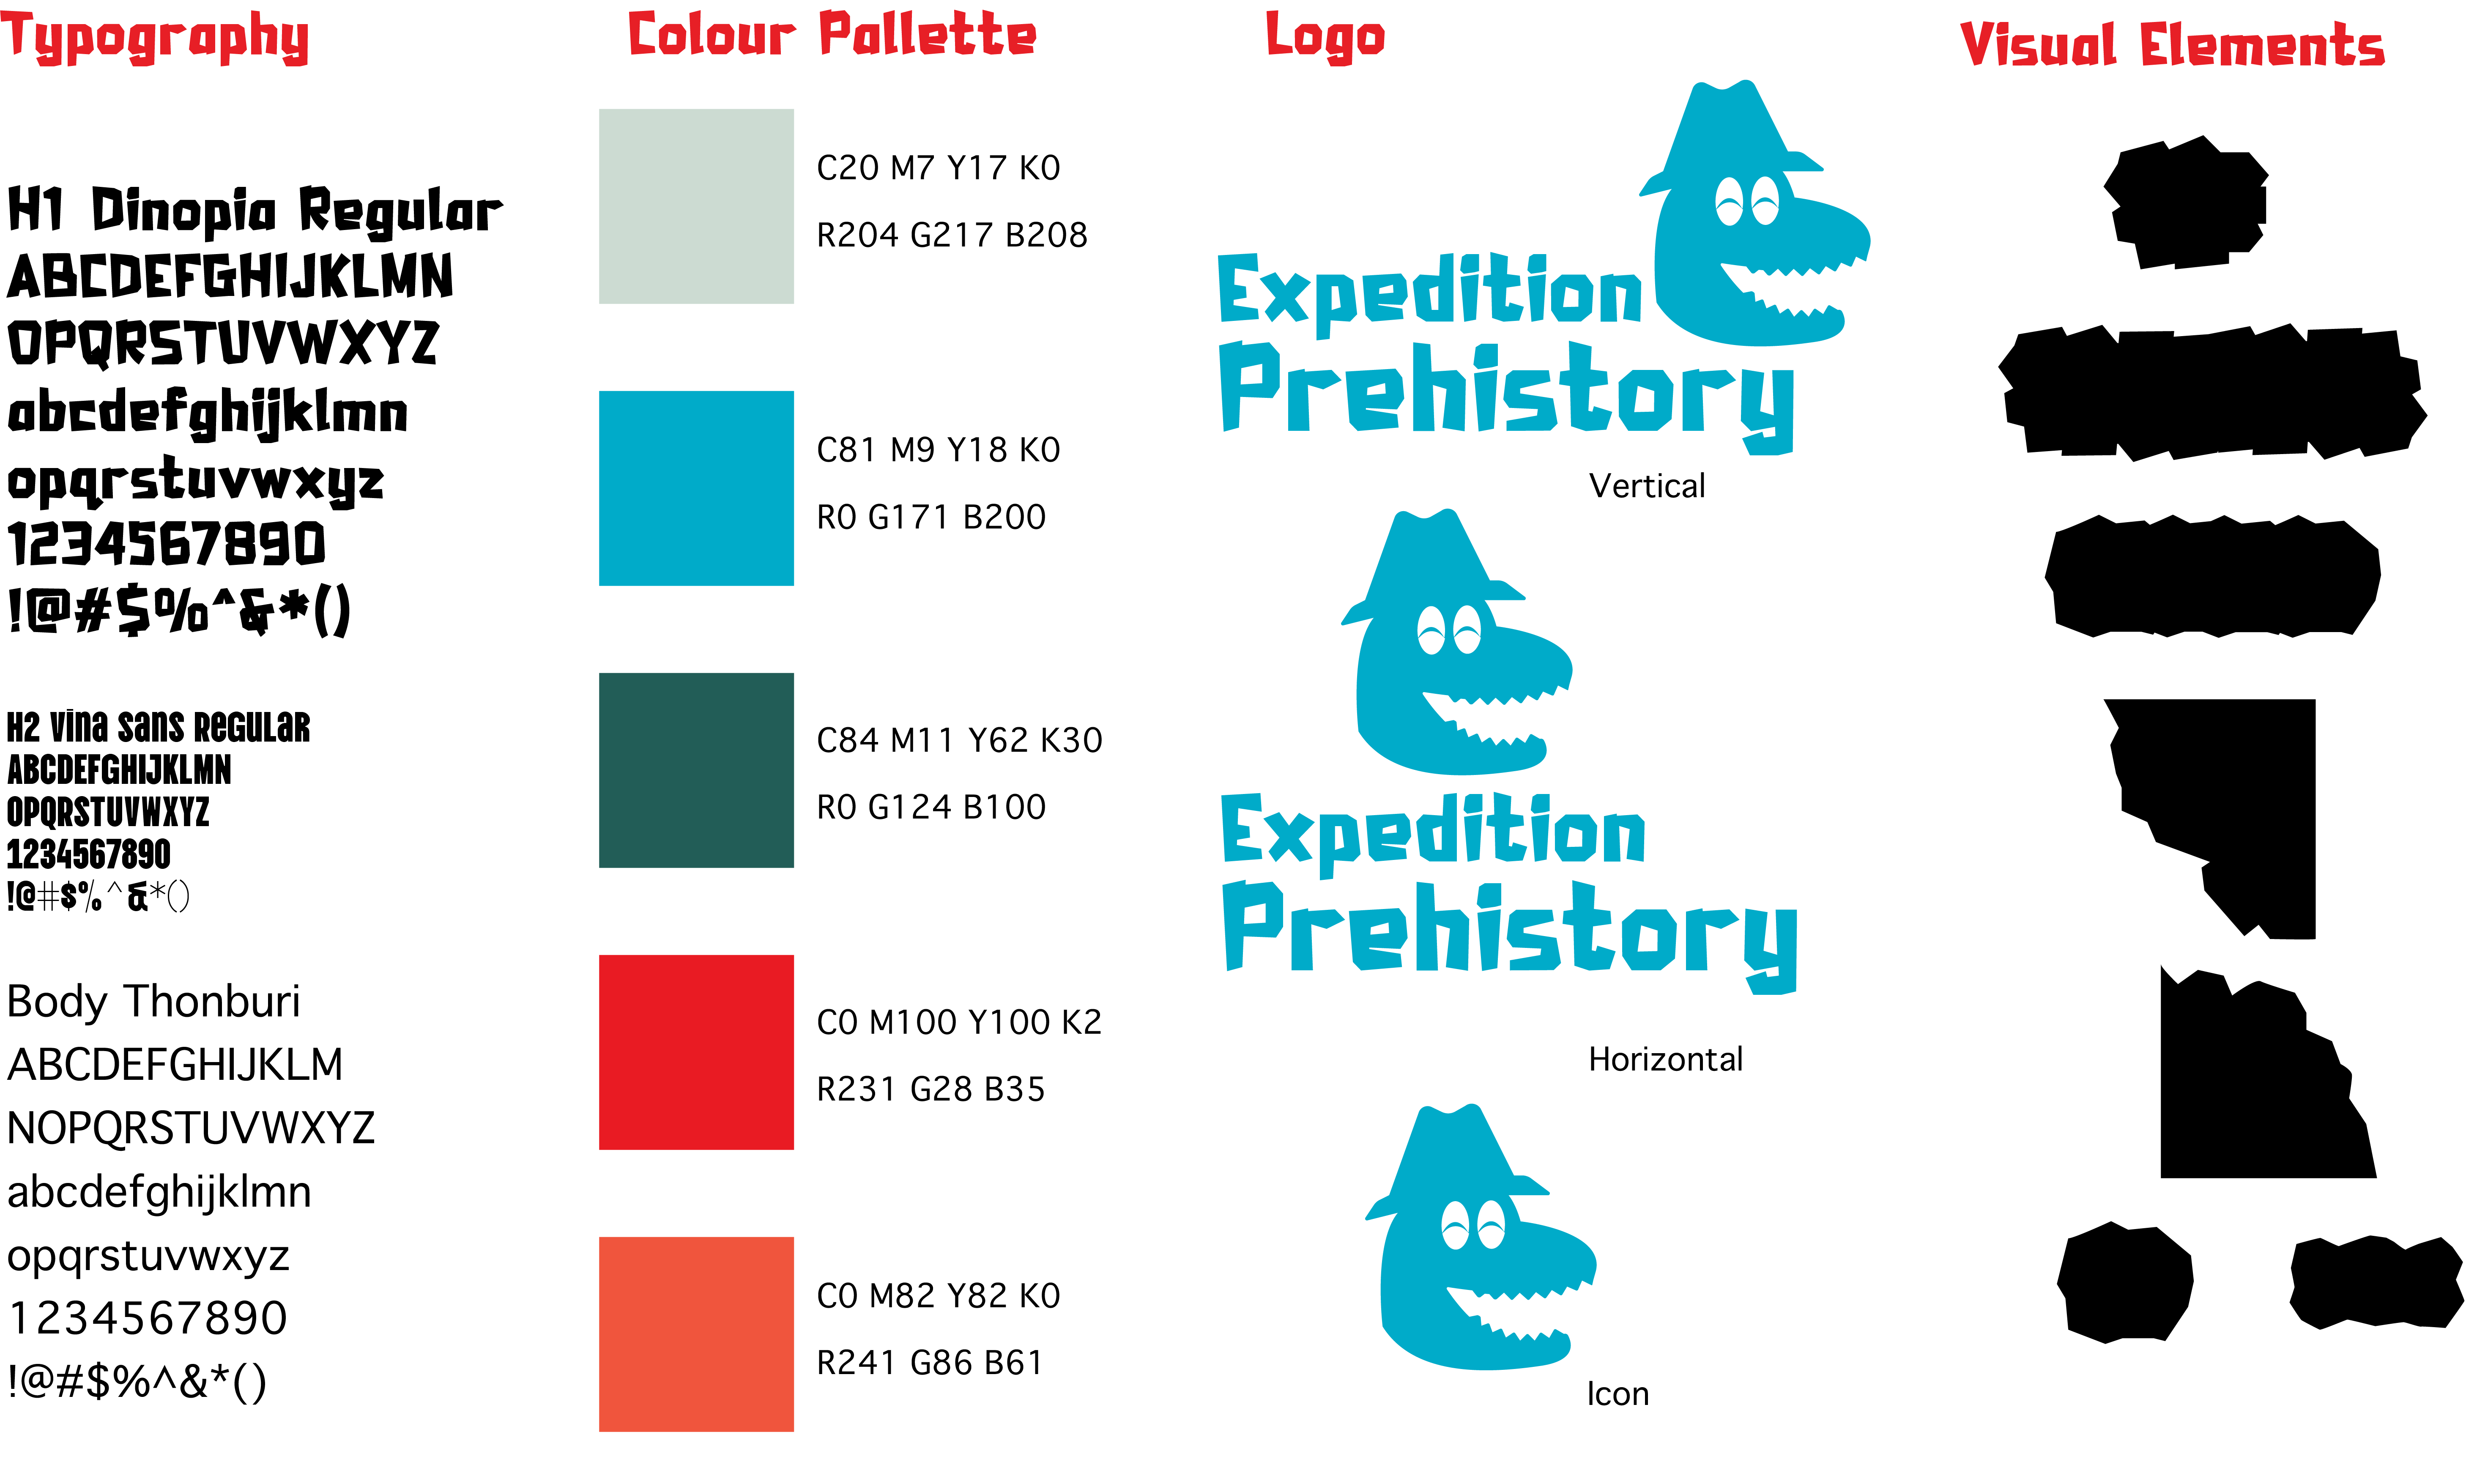 Typography
H1 Dinopia Regular
ABCDEFGHIJKLMN
OPQRSTUVWXYZ
abcdefghijklmn
opqrstuvwxyz
1234567890
!@#$%^&*()
H2 Vina Sans Regular
ABCDEFGHIJKLMN
OPQRSTUVWXYZ
1234567890
!@#$%^&*()
Body Thonburi
ABCDEFGHIJKLM
NOPQRSTUVWXYZ
abcdefghijklmn
opqrstuvwxyz
1234567890
!@#$%^&*()
Colour Pallette
C20 M7 Y17 K0
R204 G217 B208
C81 M9 Y18 K0
R0 G171 B200
C84 M11 Y62 K30
R0 G124 B100
C0 M100 Y100 K2
R231 G28 B35
C0 M82 Y82 K0
R241 G86 B61
Logo
Expedition
Prehistory
Vertical
Expedition
Prehistory
Horizontal
Icon
Visual Elements